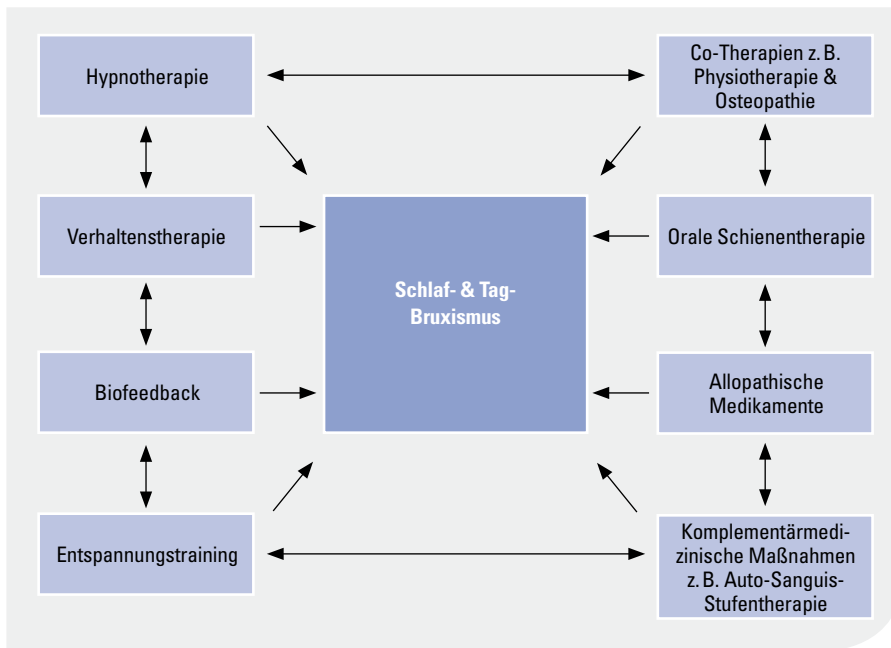 Hypnotherapie
Co-Therapien z. B.
Physiotherapie &
Osteopathie
Verhaltenstherapie
Schlaf- & Tag-
Bruxismus
Orale Schienentherapie
Biofeedback
Allopathische
Medikamente
Entspannungstraining
Komplementärmedi-
zinische Maßnahmen
z. B. Auto-Sanguis-
Stufentherapie